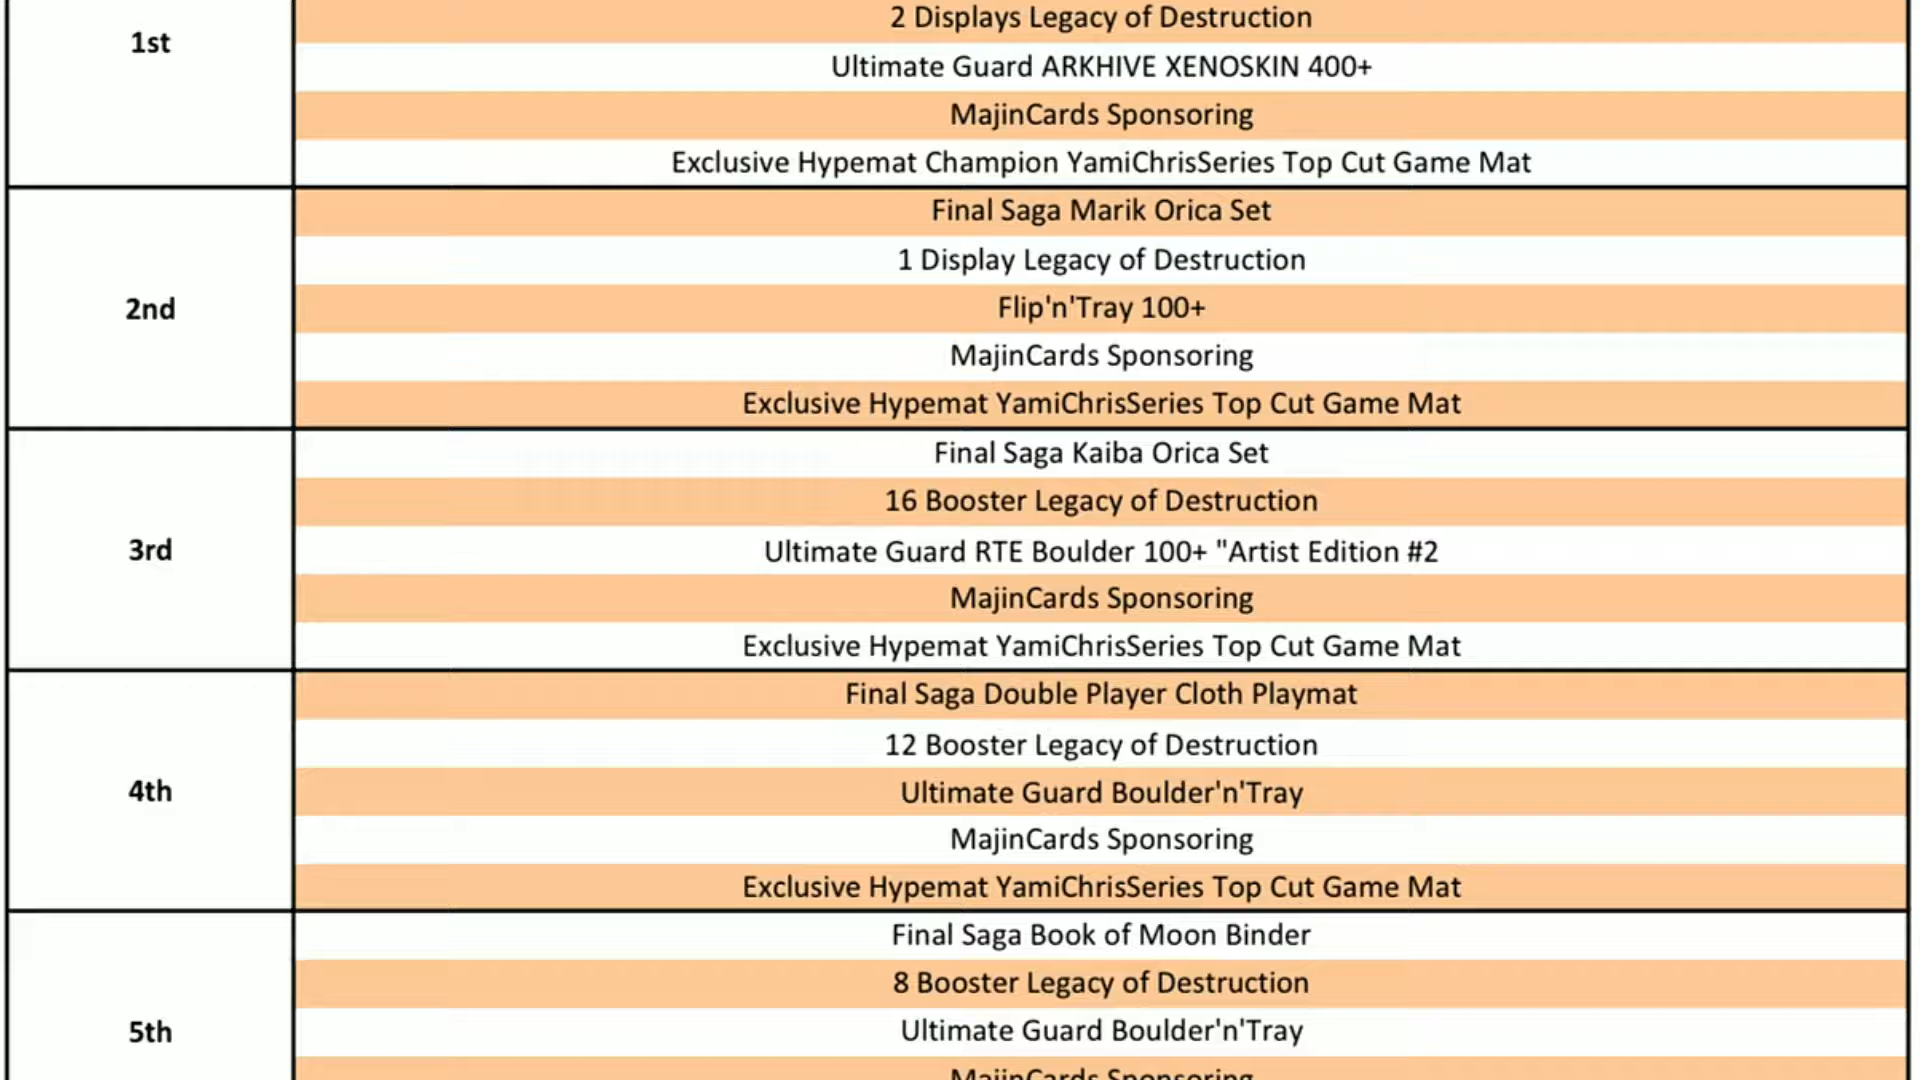 1st
2 Displays Legacy of Destruction
Ultimate Guard ARKHIVE XENOSKIN 400+
MajinCards Sponsoring
Exclusive Hypemat Champion YamiChrisSeries Top Cut Game Mat
2nd
Final Saga Marik Orica Set
1 Display Legacy of Destruction
Flip'n'Tray 100+
MajinCards Sponsoring
Exclusive Hypemat YamiChrisSeries Top Cut Game Mat
3rd
Final Saga Kaiba Orica Set
16 Booster Legacy of Destruction
Ultimate Guard RTE Boulder 100+ "Artist Edition #2
MajinCards Sponsoring
Exclusive Hypemat YamiChrisSeries Top Cut Game Mat
4th
Final Saga Double Player Cloth Playmat
12 Booster Legacy of Destruction
Ultimate Guard Boulder'n'Tray
MajinCards Sponsoring
Exclusive Hypemat YamiChrisSeries Top Cut Game Mat
5th
Final Saga Book of Moon Binder
8 Booster Legacy of Destruction
Ultimate Guard Boulder'n'Tray
MajinCards Sponsoring